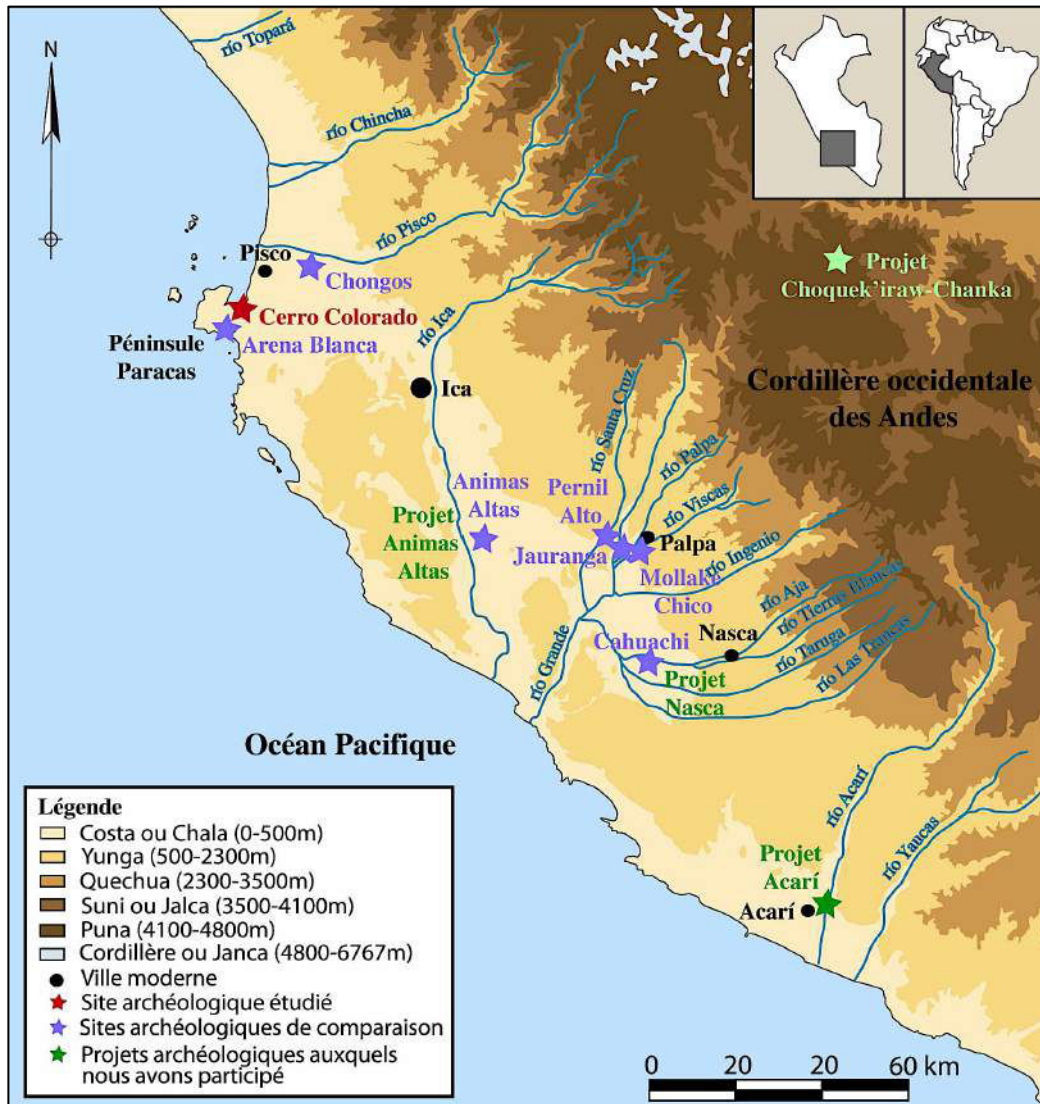 N
río Topará
río Chincha
río Pisco
Pisco
Chongos
Projet
Choquek'iraw-Chanka
Cerro Colorado
Arena Blanca
Péninsule
Paracas
río Ica
Ica
Cordillère occidentale
des Andes
río Santa Cruz
río Palpa
río Viscas
Animas
Altas
Pernil
Alto
Projet
Animas
Altas
Jauranga
Palpa
río Ingenio
Mollake
Chico
río Aja
río Tierras Blancas
Cahuachi
Nasca
río Taruga
río Las Trancas
río Grande
Projet
Nasca
Océan Pacifique
río Acarí
río Yaucas
Projet
Acarí
Acarí
Légende
Costa ou Chala (0-500m)
Yunga (500-2300m)
Quechua (2300-3500m)
Suni ou Jalca (3500-4100m)
Puna (4100-4800m)
Cordillère ou Janca (4800-6767m)
Ville moderne
Site archéologique étudié
Sites archéologiques de comparaison
Projets archéologiques auxquels
nous avons participé
0 20 20 60 km